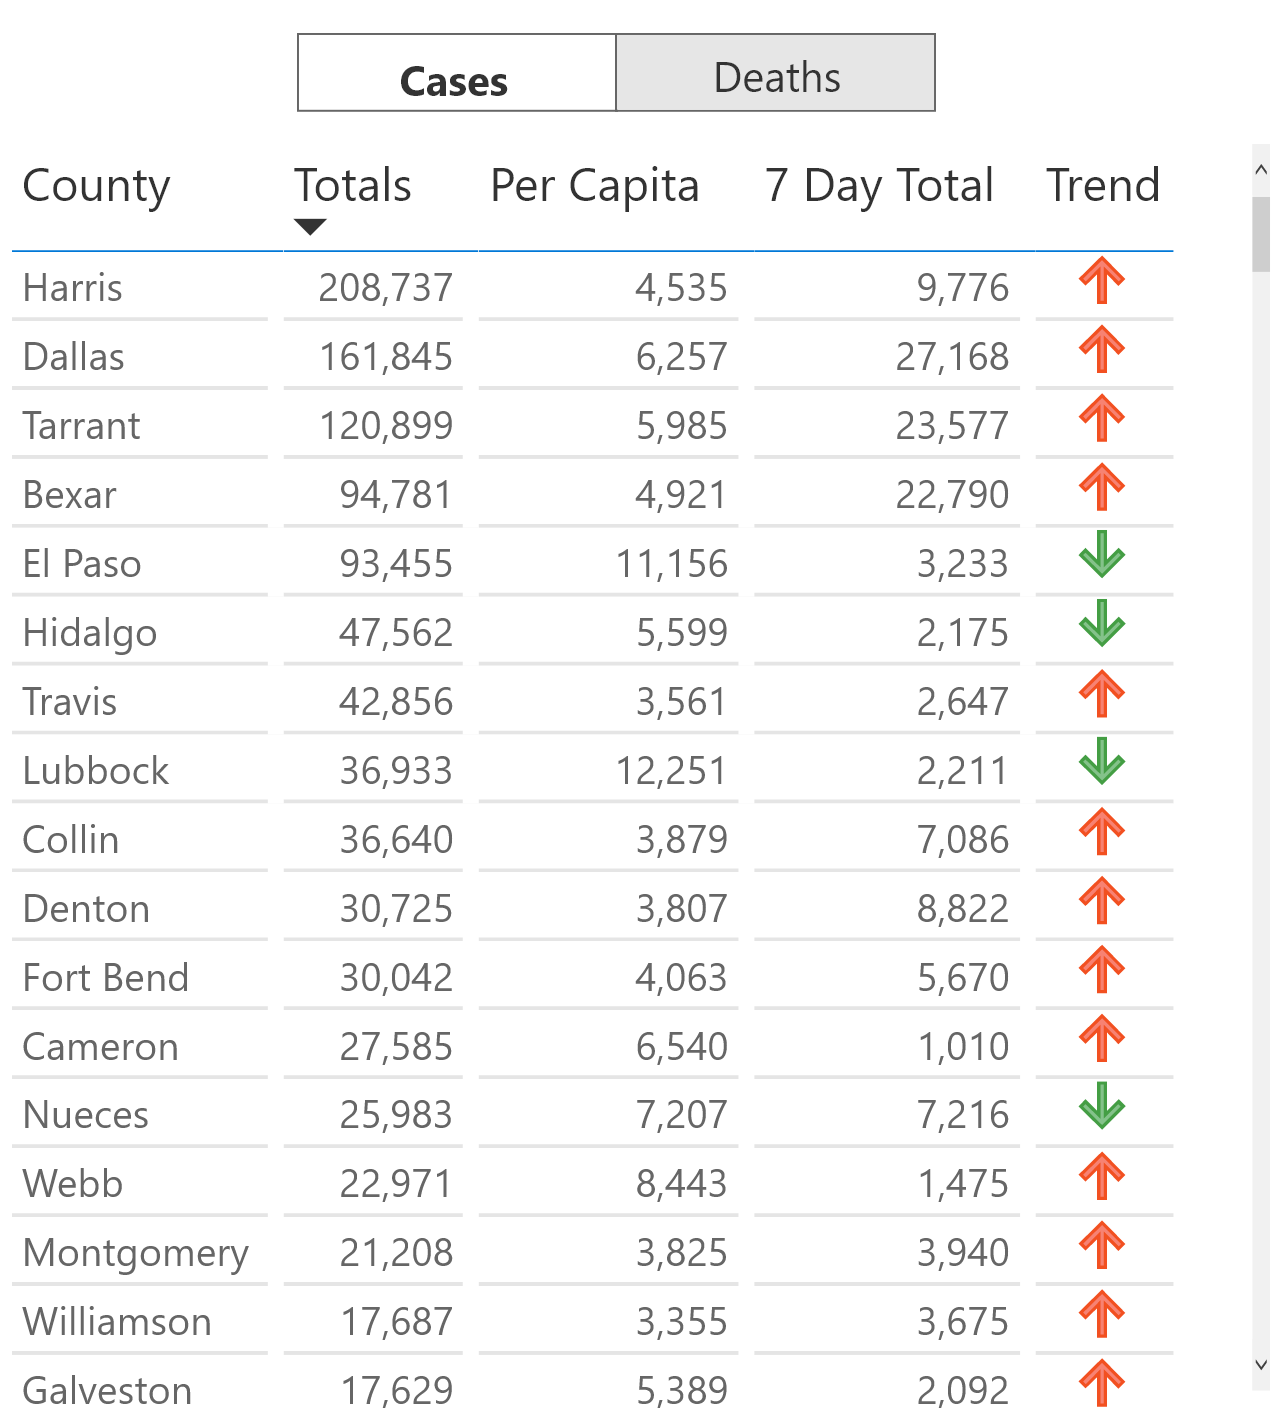 Cases Deaths
County Totals Per Capita 7 Day Total Trend
Harris 208,737 4,535 9,776
Dallas 161,845 6,257 27,168
Tarrant 120,899 5,985 23,577
Bexar 94,781 4,921 22,790
El Paso 93,455 11,156 3,233
Hidalgo 47,562 5,599 2,175
Travis 42,856 3,561 2,647
Lubbock 36,933 12,251 2,211
Collin 36,640 3,879 7,086
Denton 30,725 3,807 8,822
Fort Bend 30,042 4,063 5,670
Cameron 27,585 6,540 1,010
Nueces 25,983 7,207 7,216
Webb 22,971 8,443 1,475
Montgomery 21,208 3,825 3,940
Williamson 17,687 3,355 3,675
Galveston 17,629 5,389 2,092